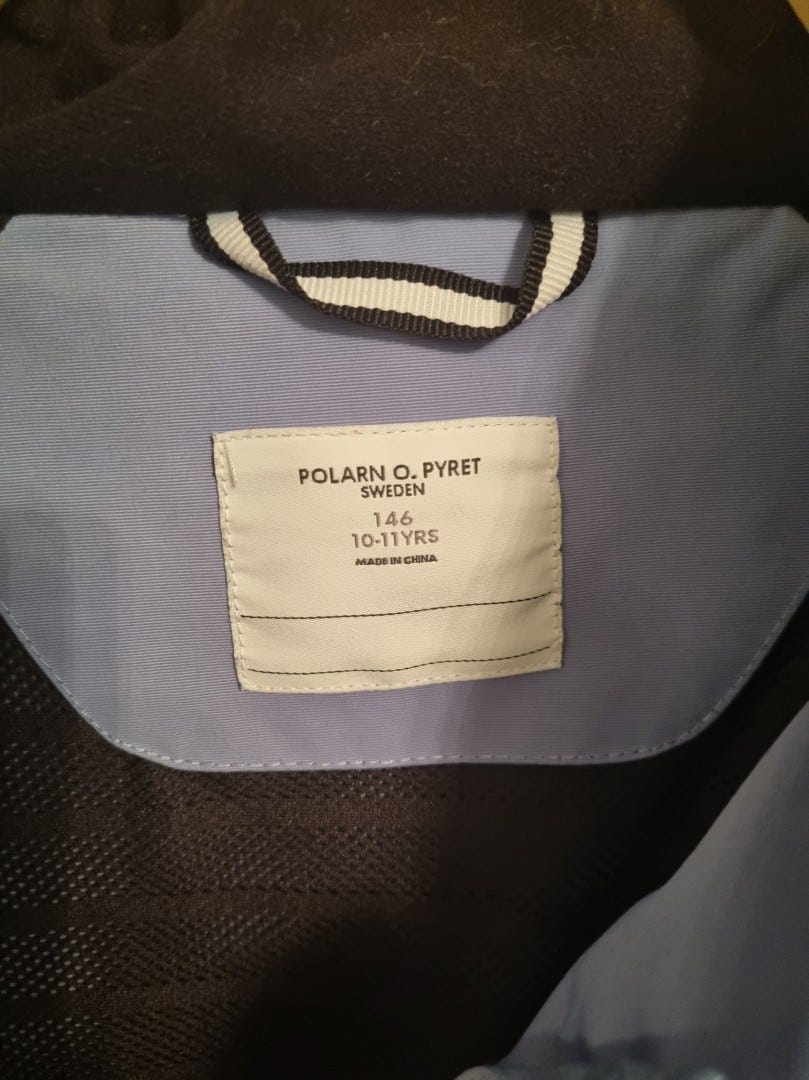 POLARN O. PYRET
SWEDEN
146
10-11YRS
MADE IN CHINA